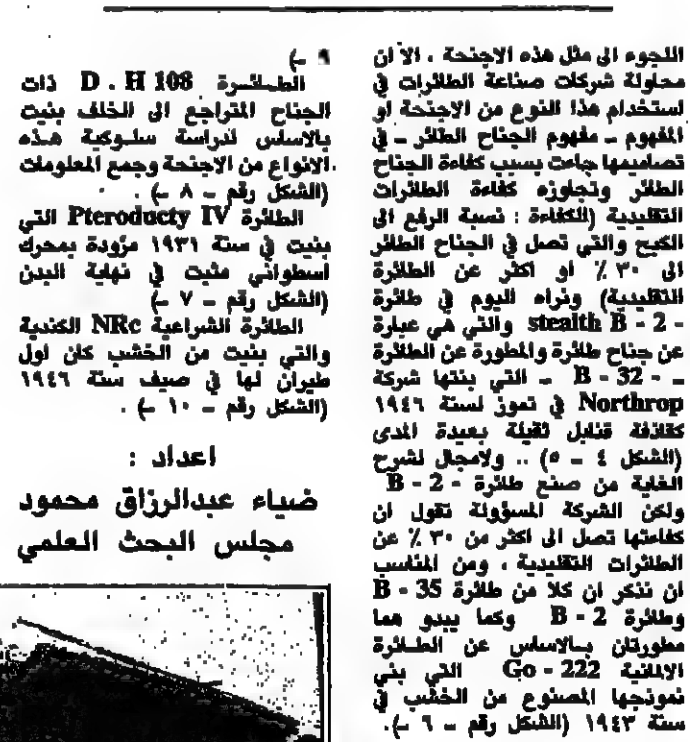 اللجوء الى مثل هذه الاجنحة ، الا ان
محاولة شركات صناعة الطائرات في
استخدام هذا النوع من الاجنحة او
المفهوم ـ مفهوم الجناح الطائر ـ في
تصاميمها جاءت بسبب كفاءة الجناح
الطائر وتجاوزه كفاءة الطائرات
التقليدية (الكفاءة : نسبة الرفع الى
الكبح والتي تصل في الجناح الطائر
الى ٣٠ ٪ او اكثر عن الطائرة
التقليدية) ونراه اليوم في طائرة
stealth B - 2 - والتي هي عبارة
عن جناح طائرة والمطورة عن الطائرة
ـ B - 32 - ـ التي بنتها شركة
Northrop في تموز لسنة ١٩٤٦
كقاذفة قنابل ثقيلة بعيدة المدى
(الشكل ٤ ـ ٥) .. ولامجال لشرح
الغاية من صنع طائرة - B - 2
ولكن الشركة المسؤولة تقول ان
كفاءتها تصل الى اكثر من ٣٠ ٪ عن
الطائرات التقليدية ، ومن المناسب
ان نذكر ان كلا من طائرة B - 35
وطائرة B - 2 وكما يبدو هما
مطورتان بالاساس عن الطائرة
الالمانية Go - 222 التي بني
نموذجها المصنوع من الخشب في
سنة ١٩٤٣ (الشكل رقم ـ ٦ ـ).
٩ ـ)
الطائرة D . H 108 ذات
الجناح المتراجع الى الخلف بنيت
بالاساس لدراسة سلوكية هذه
الانواع من الاجنحة وجمع المعلومات
(الشكل رقم ـ ٨ ـ) .
الطائرة Pteroducty IV التي
بنيت في سنة ١٩٣١ مزودة بمحرك
اسطواني مثبت في نهاية البدن
(الشكل رقم ـ ٧ ـ)
الطائرة الشراعية NRc الكندية
والتي بنيت من الخشب كان اول
طيران لها في صيف سنة ١٩٤٦
(الشكل رقم ـ ١٠ ـ) .
اعداد :
ضياء عبدالرزاق محمود
مجلس البحث العلمي